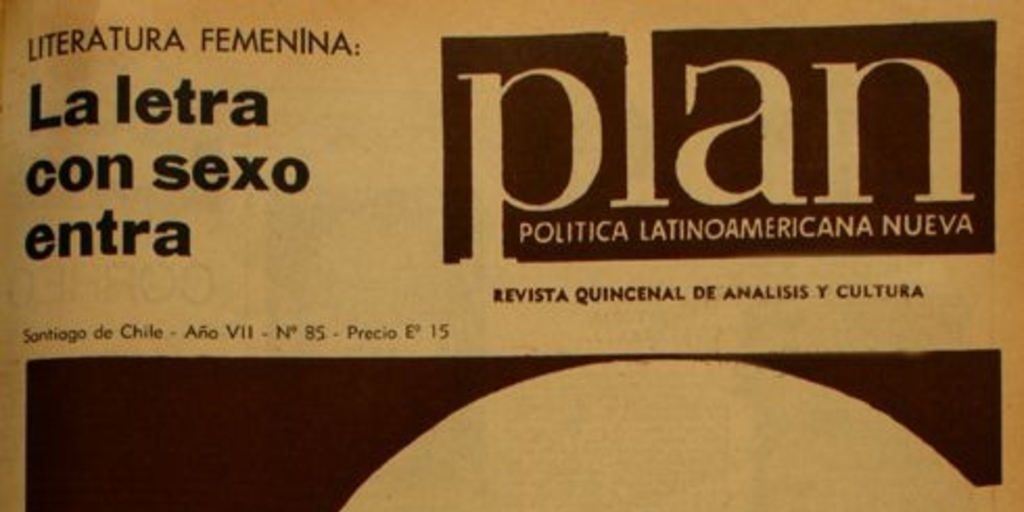 LITERATURA FEMENINA:
La letra
con sexo
entra
plan
POLITICA LATINOAMERICANA NUEVA
REVISTA QUINCENAL DE ANALISIS Y CULTURA
Santiago de Chile - Año VII - Nº 85 - Precio Eº 15